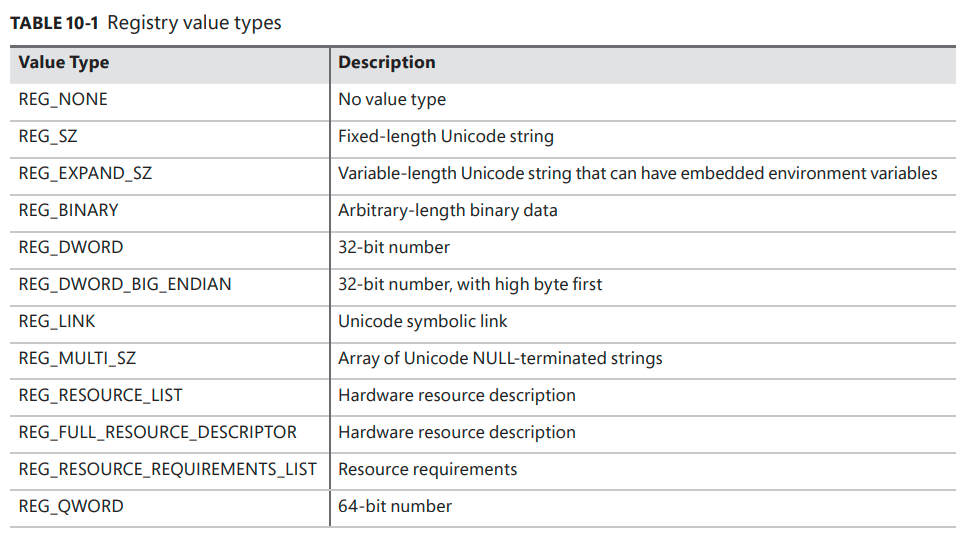 TABLE 10-1 Registry value types
Value Type Description
REG_NONE No value type
REG_SZ Fixed-length Unicode string
REG_EXPAND_SZ Variable-length Unicode string that can have embedded environment variables
REG_BINARY Arbitrary-length binary data
REG_DWORD 32-bit number
REG_DWORD_BIG_ENDIAN 32-bit number, with high byte first
REG_LINK Unicode symbolic link
REG_MULTI_SZ Array of Unicode NULL-terminated strings
REG_RESOURCE_LIST Hardware resource description
REG_FULL_RESOURCE_DESCRIPTOR Hardware resource description
REG_RESOURCE_REQUIREMENTS_LIST Resource requirements
REG_QWORD 64-bit number